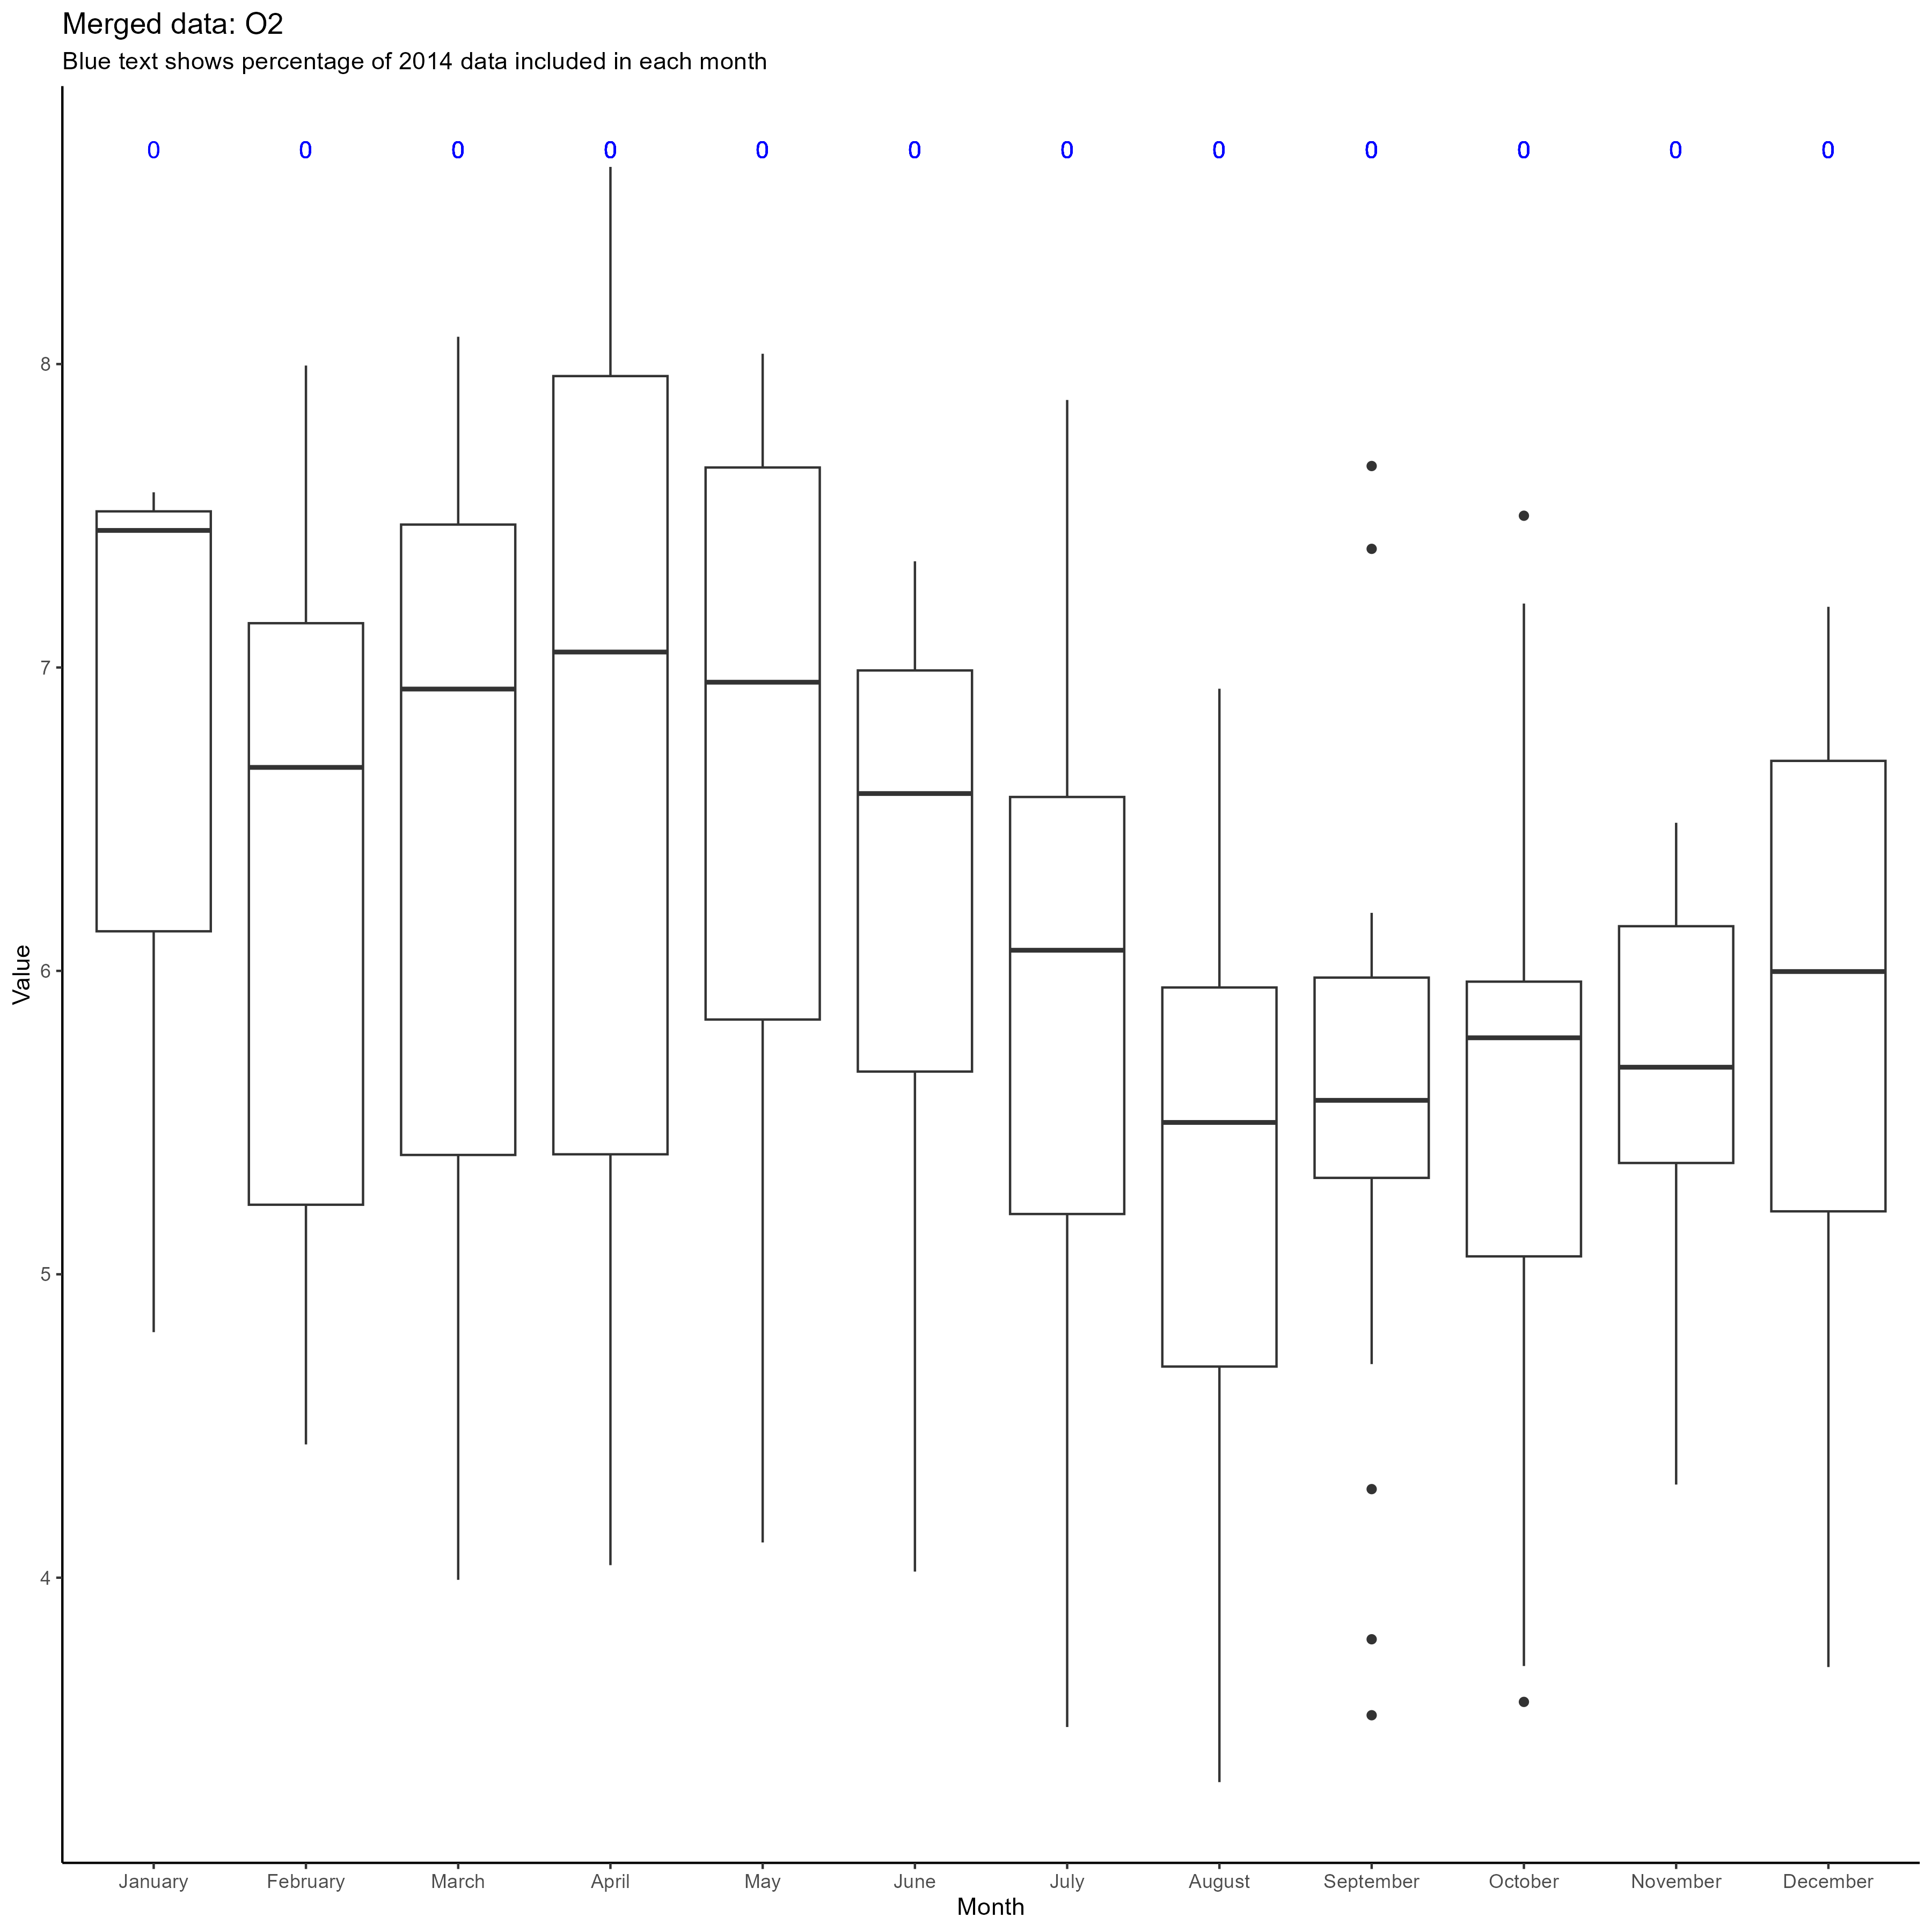 Merged data: O2
Blue text shows percentage of 2014 data included in each month
0 0 0 0 0 0 0 0 0 0 0 0
8
7
6
5
4
Value
January February March April May June July August September October November December
Month